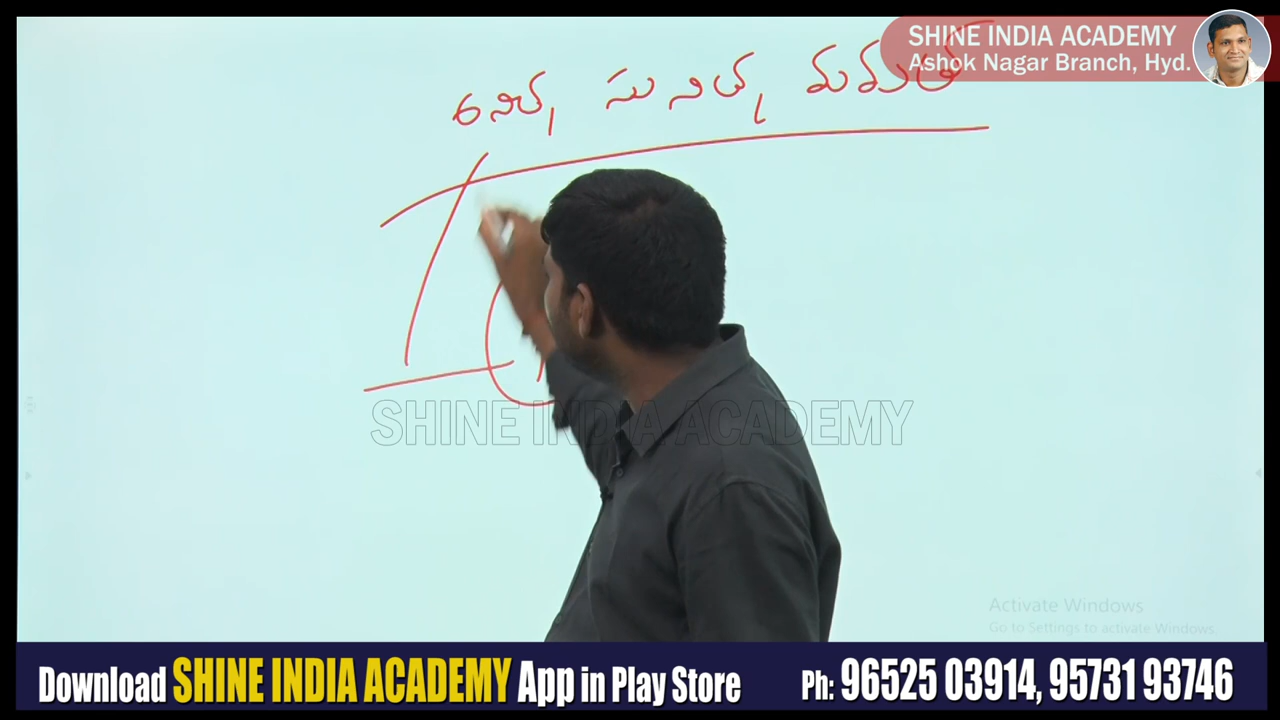 SHINE INDIA ACADEMY
Ashok Nagar Branch, Hyd.
అనిల్, సునిల్, మమత
SHINE INDIA ACADEMY
Activate Windows
Go to Settings to activate Windows.
Download SHINE INDIA ACADEMY App in Play Store
Ph: 96525 03914, 95731 93746